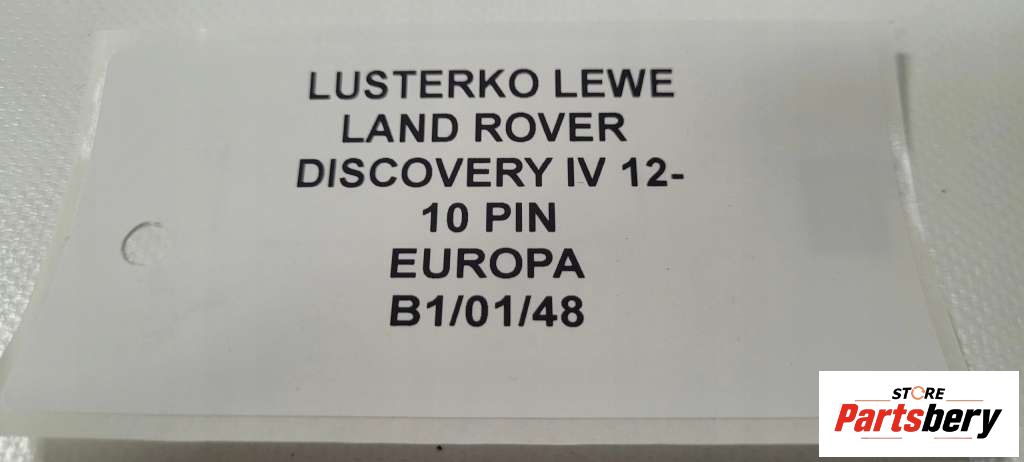 LUSTERKO LEWE
LAND ROVER
DISCOVERY IV 12-
10 PIN
EUROPA
B1/01/48
STORE
Partsbery